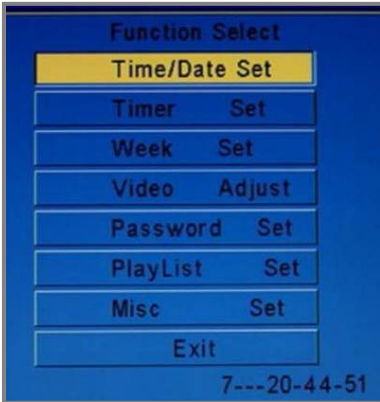 Function Select
Time/Date Set
Timer Set
Week Set
Video Adjust
Password Set
PlayList Set
Misc Set
Exit
7---20-44-51